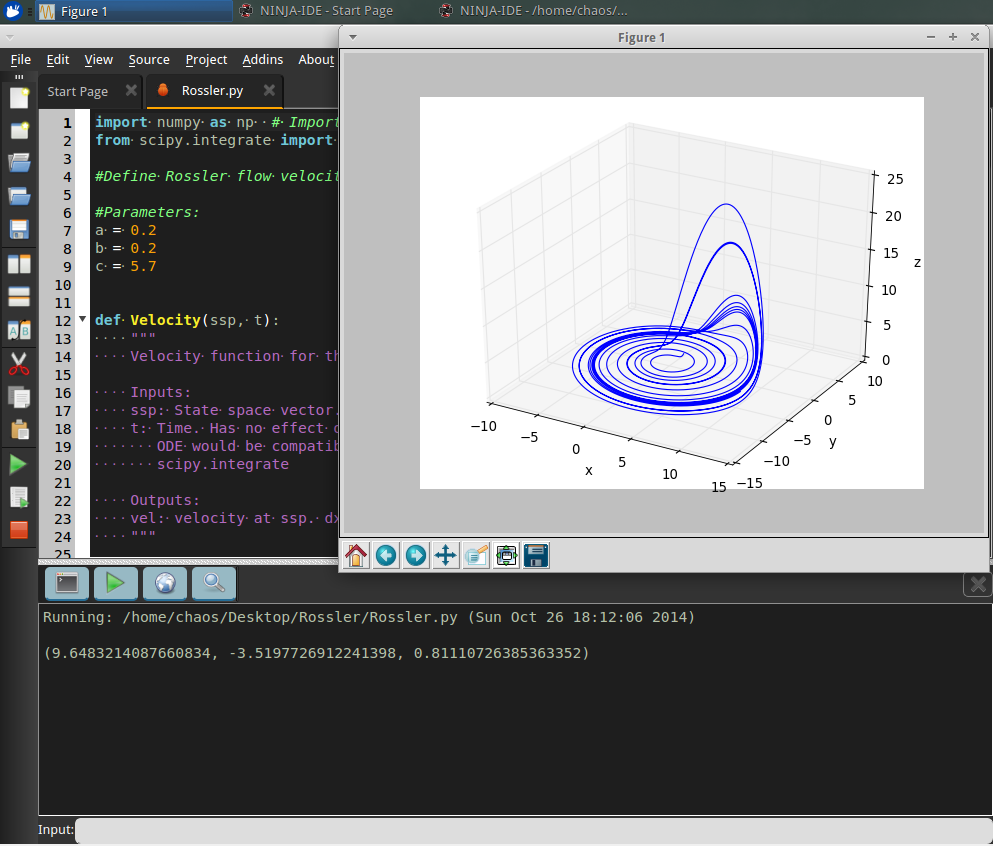 Figure 1
NINJA-IDE - Start Page
NINJA-IDE - /home/chaos/...
Figure 1
File Edit View Source Project Addins About
Start Page
Rossler.py
1 import numpy as np # Import
2 from scipy.integrate import
3
4 #Define Rossler flow velocit
5
6 #Parameters:
7 a = 0.2
8 b = 0.2
9 c = 5.7
10
11
12 def Velocity(ssp, t):
13 """
14 Velocity function for th
15
16 Inputs:
17 ssp: State space vector.
18 t: Time. Has no effect o
19 ODE would be compatib
20 scipy.integrate
21
22 Outputs:
23 vel: velocity at ssp. dx
24 """
25
25
20
15
z
10
5
0
10
5
0
−5
y
−10
−15
−10
−5
0
5
x
10
15
Running: /home/chaos/Desktop/Rossler/Rossler.py (Sun Oct 26 18:12:06 2014)
(9.6483214087660834, -3.5197726912241398, 0.81110726385363352)
Input: